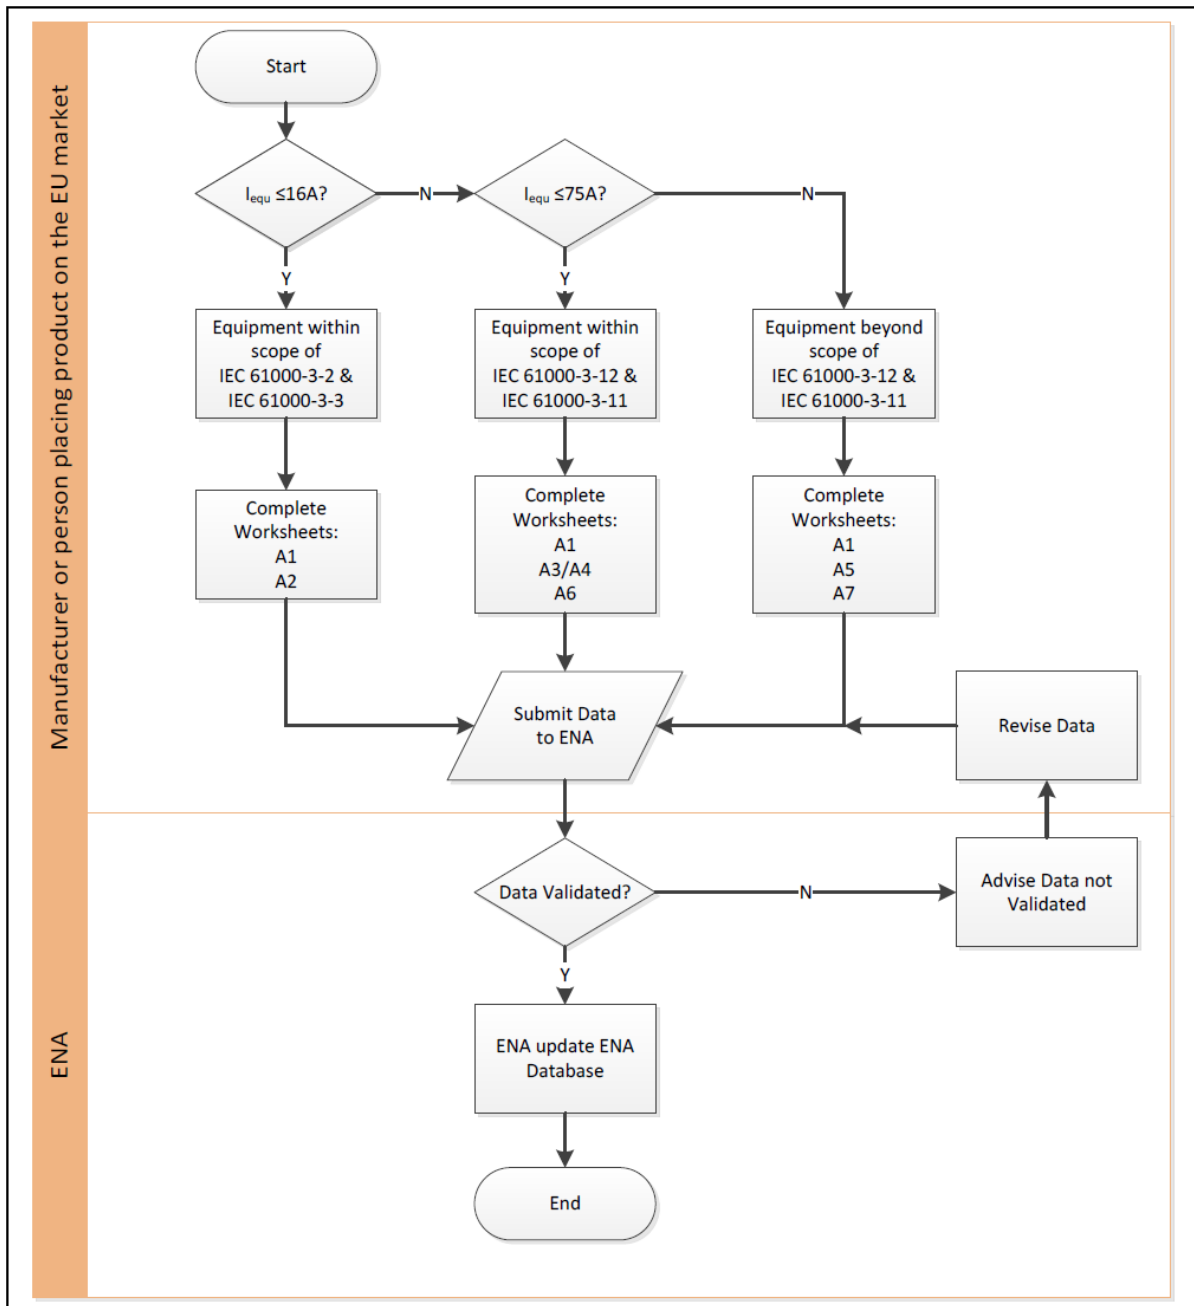 Manufacturer or person placing product on the EU market
Start
I_equ ≤16A?
N
I_equ ≤75A?
N
Y
Y
Equipment within
scope of
IEC 61000-3-2 &
IEC 61000-3-3
Equipment within
scope of
IEC 61000-3-12 &
IEC 61000-3-11
Equipment beyond
scope of
IEC 61000-3-12 &
IEC 61000-3-11
Complete
Worksheets:
A1
A2
Complete
Worksheets:
A1
A3/A4
A6
Complete
Worksheets:
A1
A5
A7
Submit Data
to ENA
Revise Data
ENA
Data Validated?
N
Advise Data not
Validated
Y
ENA update ENA
Database
End